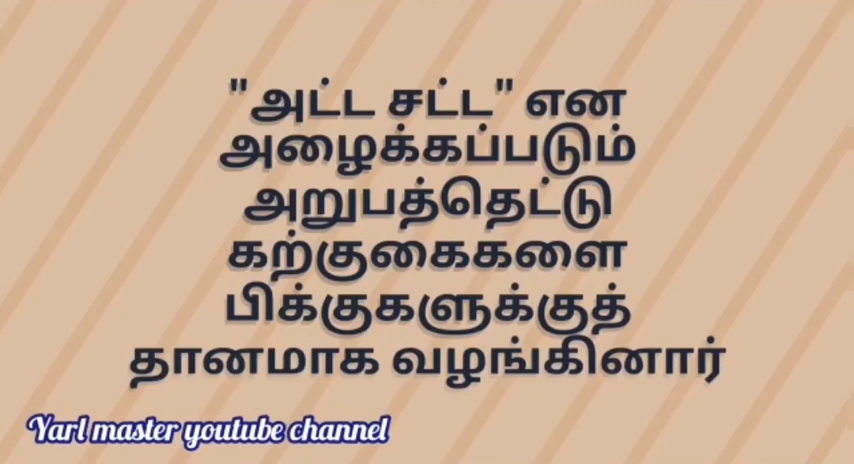 "அட்ட சட்ட" என
அழைக்கப்படும்
அறுபத்தெட்டு
கற்குகைகளை
பிக்குகளுக்குத்
தானமாக வழங்கினார்
Yarl master youtube channel